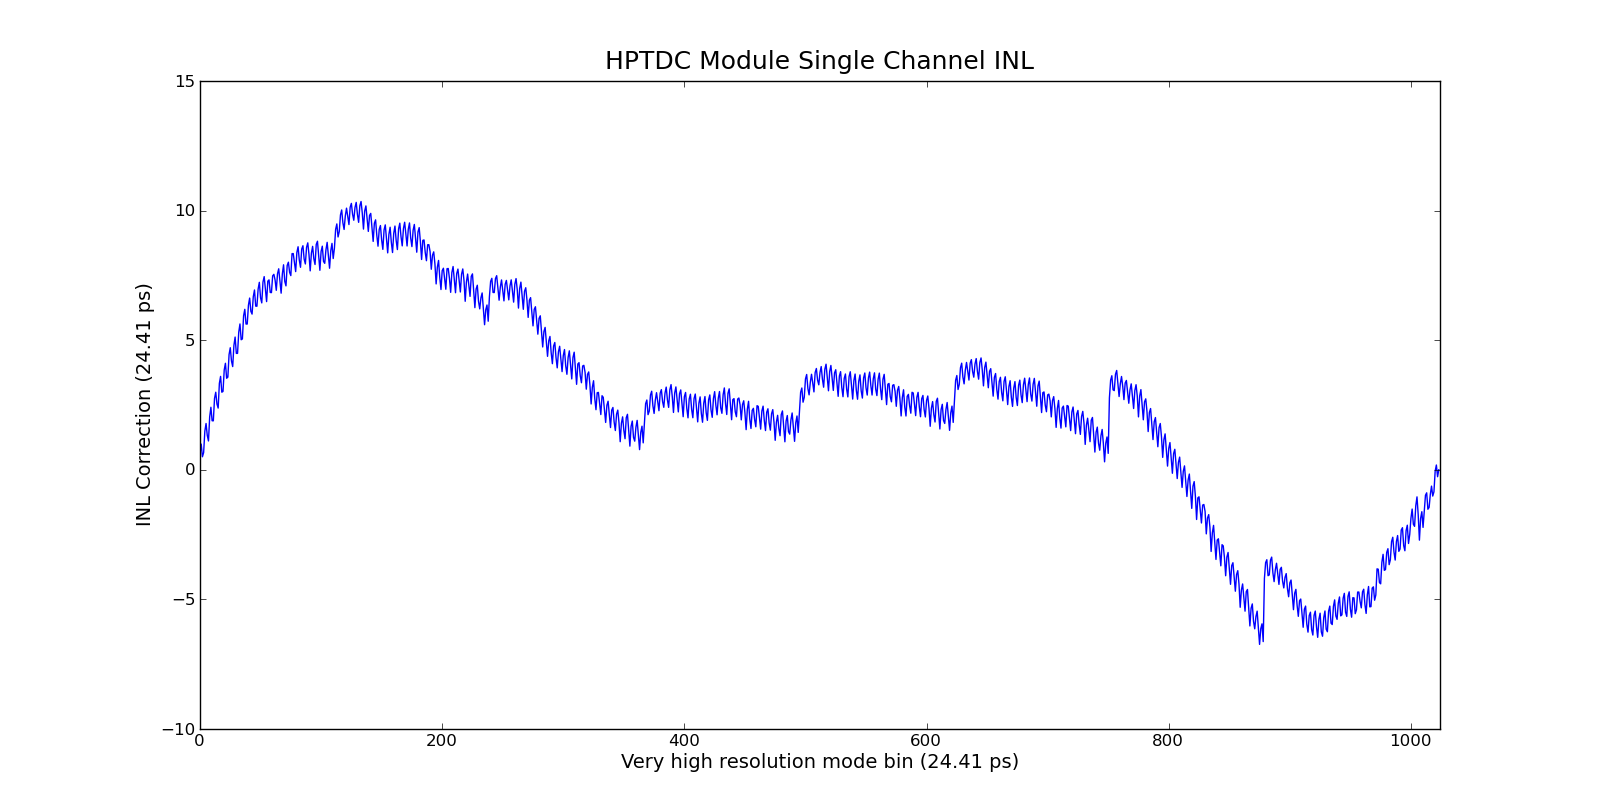 HPTDC Module Single Channel INL
15
10
5
0
−5
−10
INL Correction (24.41 ps)
0 200 400 600 800 1000
Very high resolution mode bin (24.41 ps)